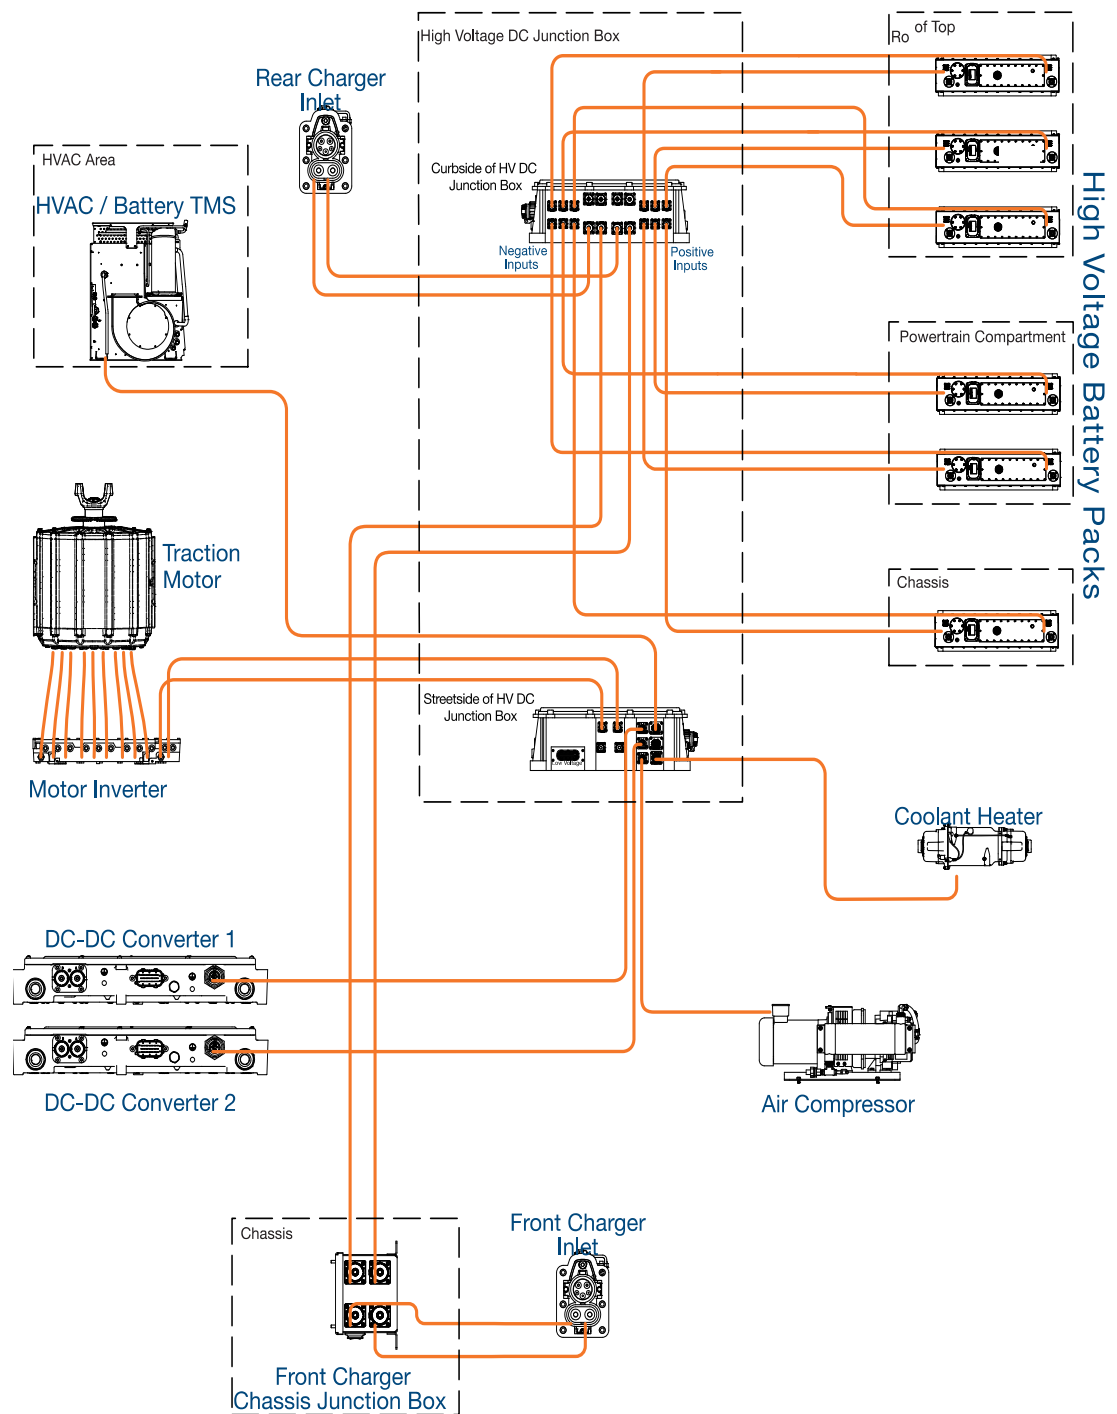 High Voltage DC Junction Box
Ro of Top
Rear Charger
Inlet
HVAC Area
HVAC / Battery TMS
Curbside of HV DC
Junction Box
Negative
Inputs
Positive
Inputs
High Voltage Battery Packs
Powertrain Compartment
Traction
Motor
Chassis
Streetside of HV DC
Junction Box
Low Voltage
Motor Inverter
Coolant Heater
DC-DC Converter 1
DC-DC Converter 2
Air Compressor
Chassis
Front Charger
Inlet
Front Charger
Chassis Junction Box